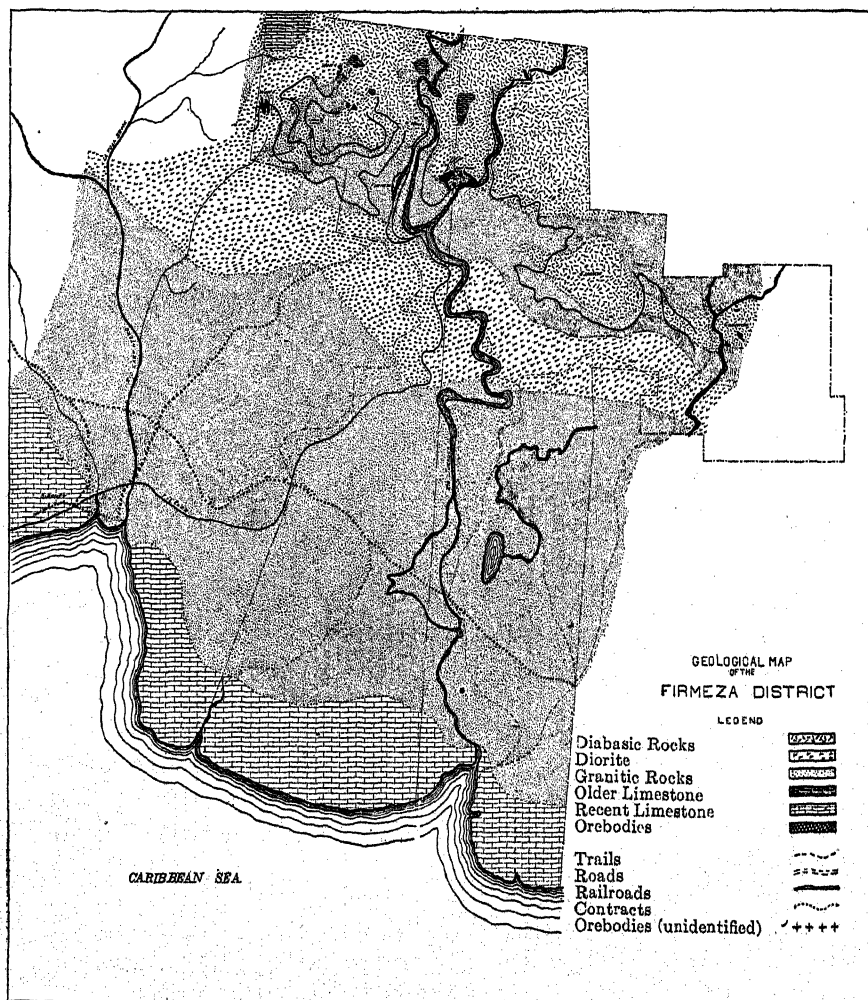 GEOLOGICAL MAP
OF THE
FIRMEZA DISTRICT
LEGEND
Diabasic Rocks
Diorite
Granitic Rocks
Older Limestone
Recent Limestone
Orebodies
Trails
Roads
Railroads
Contracts
Orebodies (unidentified)
CARIBBEAN SEA